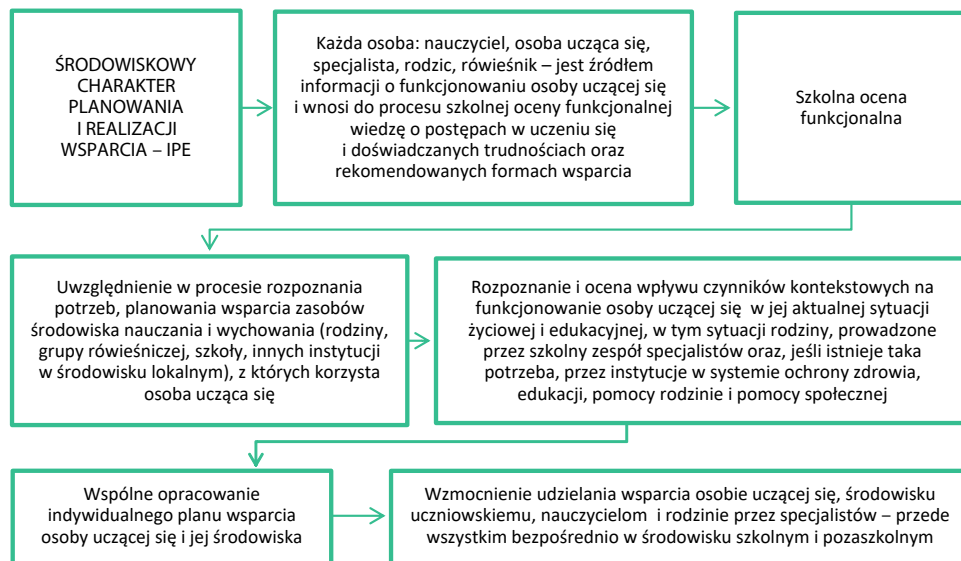 ŚRODOWISKOWY
CHARAKTER
PLANOWANIA
I REALIZACJI
WSPARCIA – IPE
Każda osoba: nauczyciel, osoba ucząca się,
specjalista, rodzic, rówieśnik – jest źródłem
informacji o funkcjonowaniu osoby uczącej się
i wnosi do procesu szkolnej oceny funkcjonalnej
wiedzę o postępach w uczeniu się
i doświadczanych trudnościach oraz
rekomendowanych formach wsparcia
Szkolna ocena
funkcjonalna
Uwzględnienie w procesie rozpoznania
potrzeb, planowania wsparcia zasobów
środowiska nauczania i wychowania (rodziny,
grupy rówieśniczej, szkoły, innych instytucji
w środowisku lokalnym), z których korzysta
osoba ucząca się
Rozpoznanie i ocena wpływu czynników kontekstowych na
funkcjonowanie osoby uczącej się w jej aktualnej sytuacji
życiowej i edukacyjnej, w tym sytuacji rodziny, prowadzone
przez szkolny zespół specjalistów oraz, jeśli istnieje taka
potrzeba, przez instytucje w systemie ochrony zdrowia,
edukacji, pomocy rodzinie i pomocy społecznej
Wspólne opracowanie
indywidualnego planu wsparcia
osoby uczącej się i jej środowiska
Wzmocnienie udzielania wsparcia osobie uczącej się, środowisku
uczniowskiemu, nauczycielom i rodzinie przez specjalistów – przede
wszystkim bezpośrednio w środowisku szkolnym i pozaszkolnym